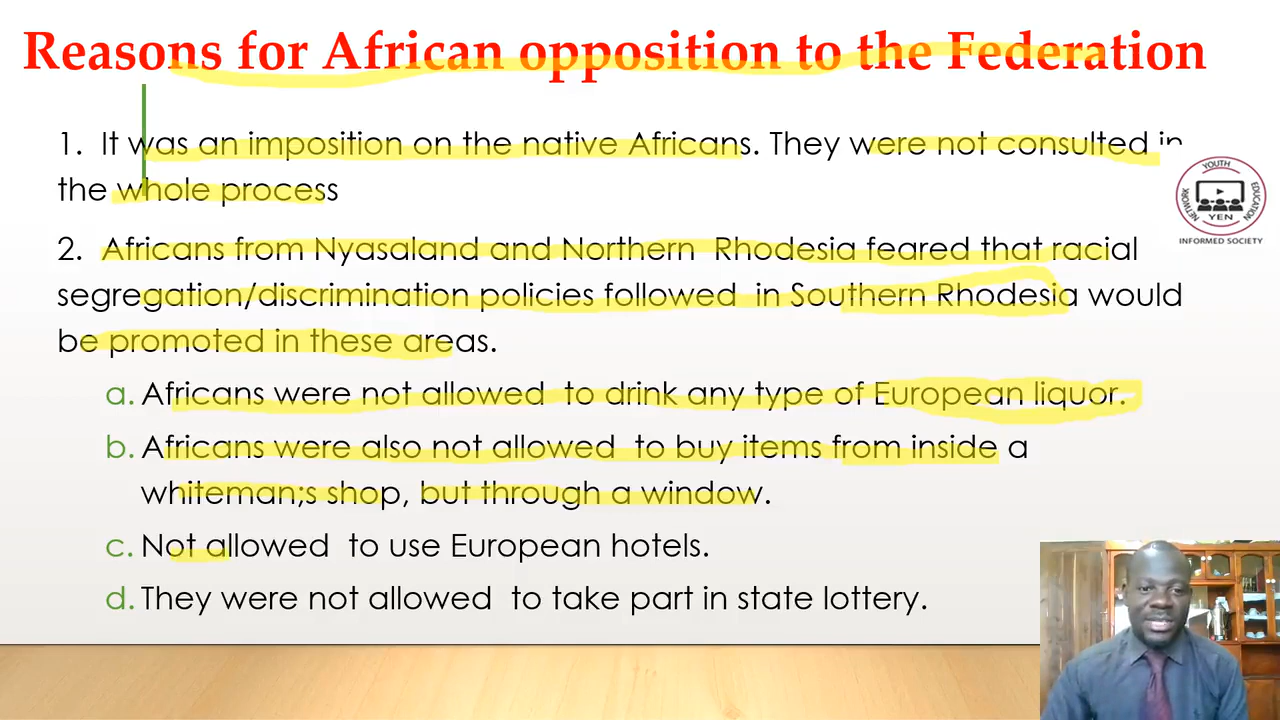 Reasons for African opposition to the Federation
1. It was an imposition on the native Africans. They were not consulted in
the whole process
2. Africans from Nyasaland and Northern Rhodesia feared that racial
segregation/discrimination policies followed in Southern Rhodesia would
be promoted in these areas.
a. Africans were not allowed to drink any type of European liquor.
b. Africans were also not allowed to buy items from inside a
whiteman;s shop, but through a window.
c. Not allowed to use European hotels.
d. They were not allowed to take part in state lottery.
YOUTH
EDUCATION
NETWORK
YEN
INFORMED SOCIETY